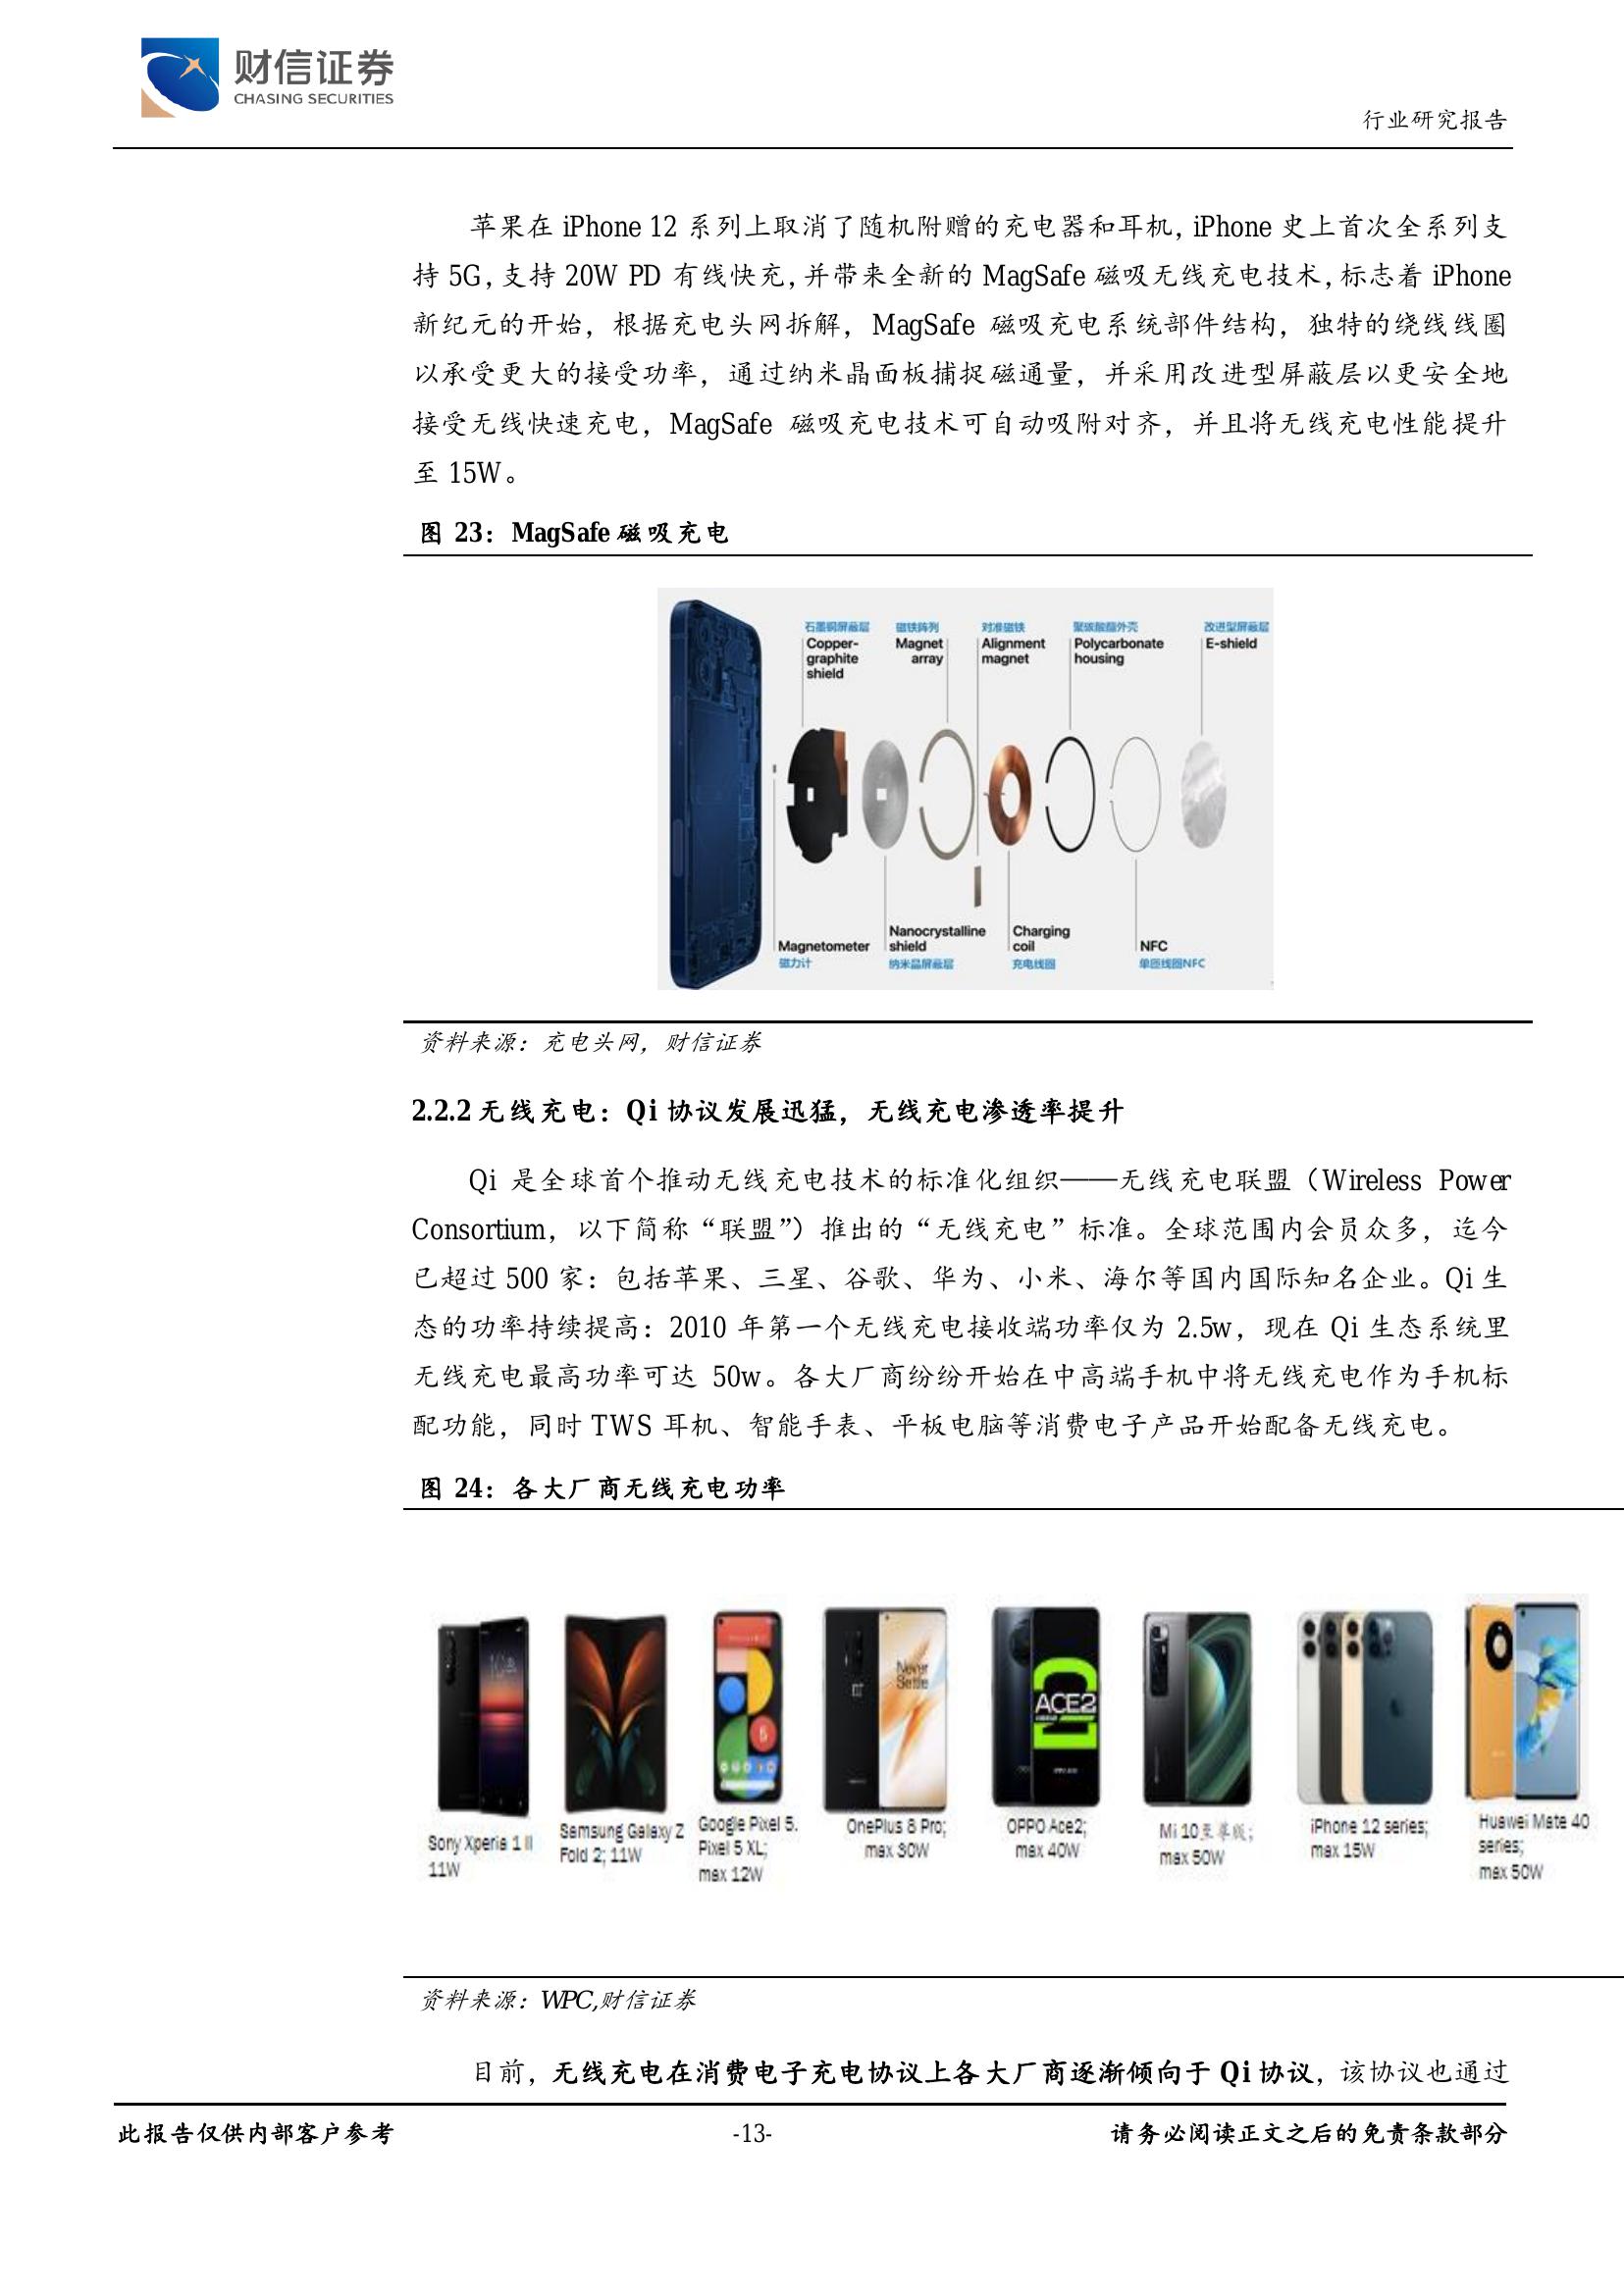 财信证券
CHASING SECURITIES
行业研究报告
苹果在 iPhone 12 系列上取消了随机附赠的充电器和耳机，iPhone 史上首次全系列支
持 5G，支持 20W PD 有线快充，并带来全新的 MagSafe 磁吸无线充电技术，标志着 iPhone
新纪元的开始，根据充电头网拆解，MagSafe 磁吸充电系统部件结构，独特的绕线线圈
以承受更大的接受功率，通过纳米晶面板捕捉磁通量，并采用改进型屏蔽层以更安全地
接受无线快速充电，MagSafe 磁吸充电技术可自动吸附对齐，并且将无线充电性能提升
至 15W。
图 23：MagSafe 磁吸充电
石墨铜屏蔽层 磁铁阵列 对准磁铁 聚碳酸酯外壳 改进型屏蔽层
Copper- Magnet Alignment Polycarbonate E-shield
graphite array magnet housing
shield
Nanocrystalline Charging
Magnetometer shield coil NFC
磁力计 纳米晶屏蔽层 充电线圈 单匝线圈NFC
资料来源：充电头网，财信证券
2.2.2 无线充电：Qi 协议发展迅猛，无线充电渗透率提升
Qi 是全球首个推动无线充电技术的标准化组织——无线充电联盟（Wireless Power
Consortium，以下简称“联盟”）推出的“无线充电”标准。全球范围内会员众多，迄今
已超过 500 家：包括苹果、三星、谷歌、华为、小米、海尔等国内国际知名企业。Qi 生
态的功率持续提高：2010 年第一个无线充电接收端功率仅为 2.5w，现在 Qi 生态系统里
无线充电最高功率可达 50w。各大厂商纷纷开始在中高端手机中将无线充电作为手机标
配功能，同时 TWS 耳机、智能手表、平板电脑等消费电子产品开始配备无线充电。
图 24：各大厂商无线充电功率
Never
Settle
ACE2
Sony Xperia 1 II
11W
Samsung Galaxy Z
Fold 2; 11W
Google Pixel 5.
Pixel 5 XL;
max 12W
OnePlus 8 Pro;
max 30W
OPPO Ace2;
max 40W
Mi 10至尊版;
max 50W
iPhone 12 series;
max 15W
Huawei Mate 40
series;
max 50W
资料来源：WPC,财信证券
目前，无线充电在消费电子充电协议上各大厂商逐渐倾向于 Qi 协议，该协议也通过
此报告仅供内部客户参考 -13- 请务必阅读正文之后的免责条款部分